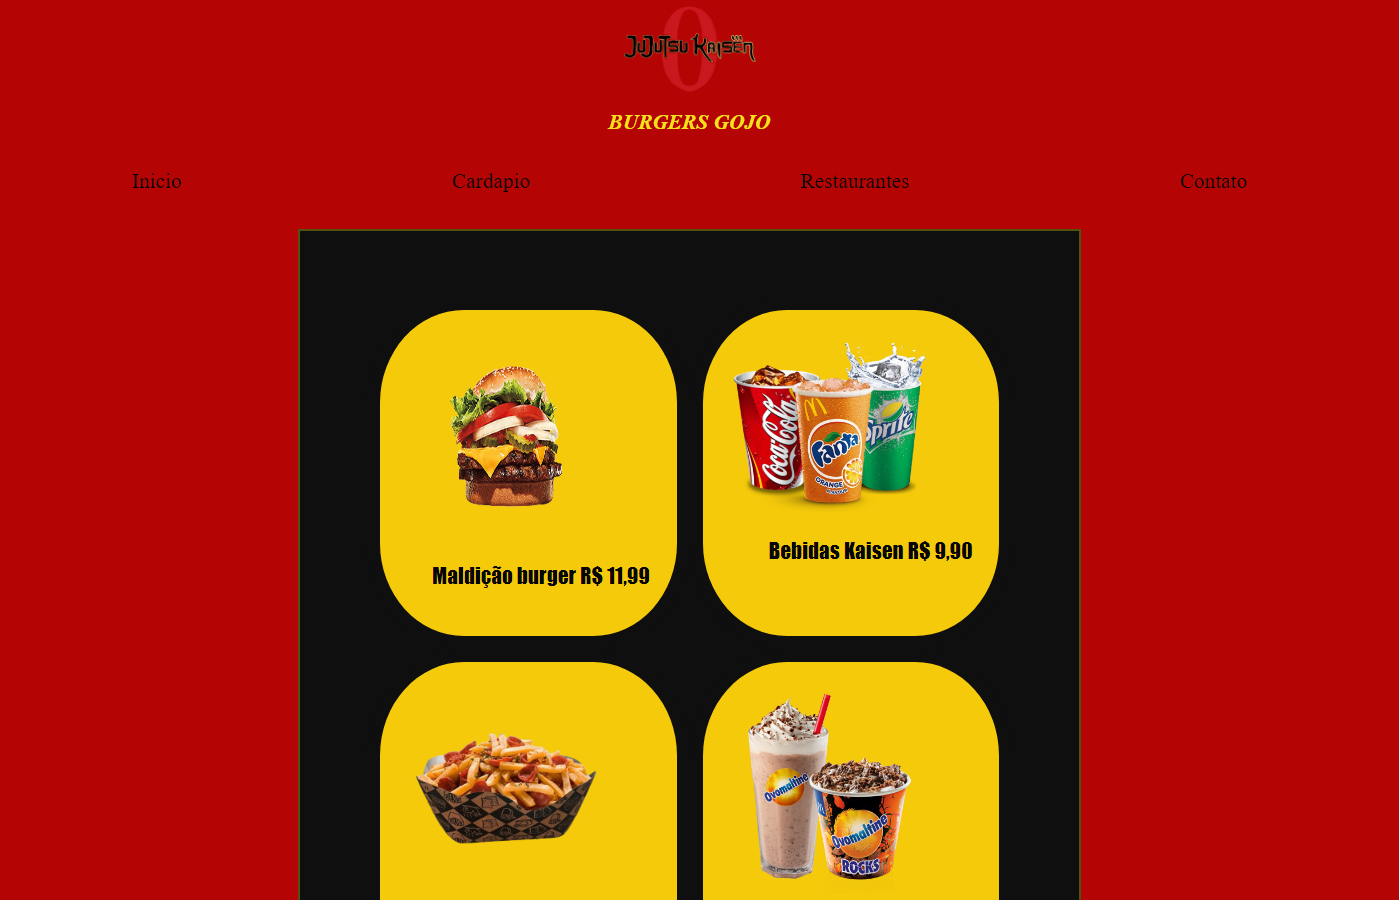 0
JUJUTSU KAISEN
BURGERS GOJO
Inicio Cardapio Restaurantes Contato
Coca-Cola
Fanta
ORANGE
Sprite
Maldição burger R$ 11,99
Bebidas Kaisen R$ 9,90
Ovomaltine
Ovomaltine
ROCKS